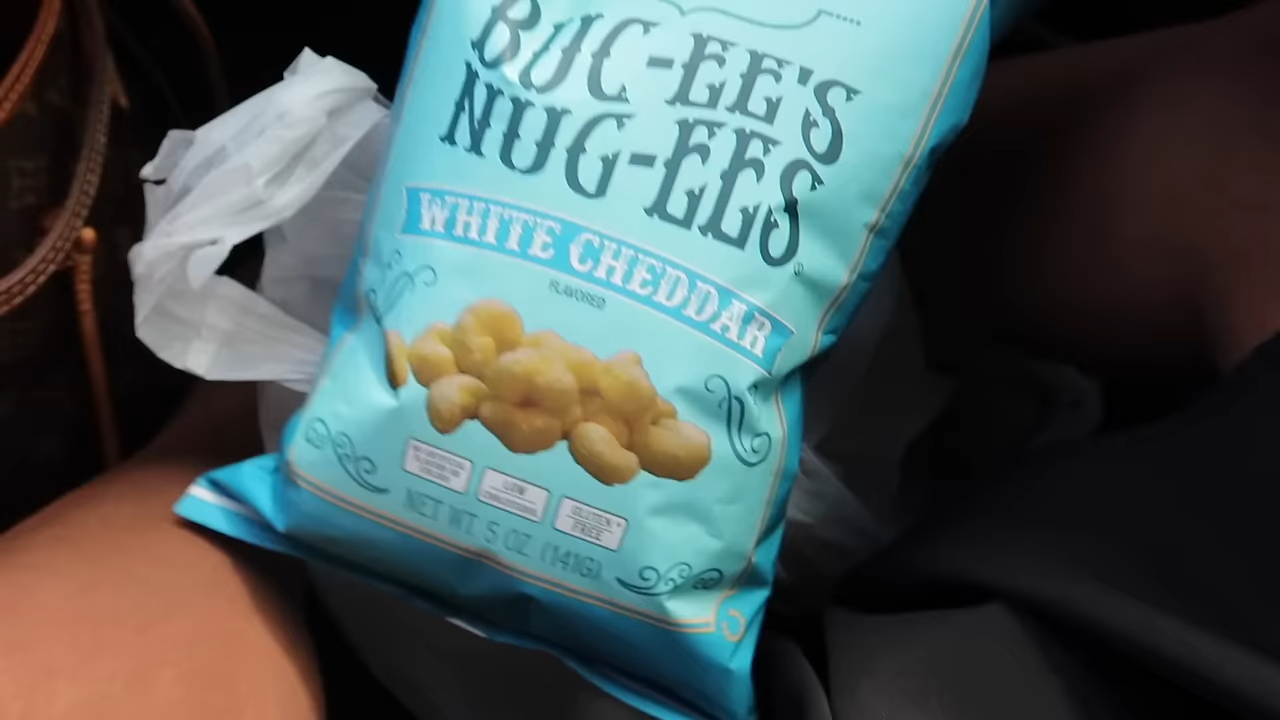 BUC-EE'S
NUG-EES
WHITE CHEDDAR
FLAVORED
LOW
GLUTEN
FREE
NET WT. 5 OZ. (141G)